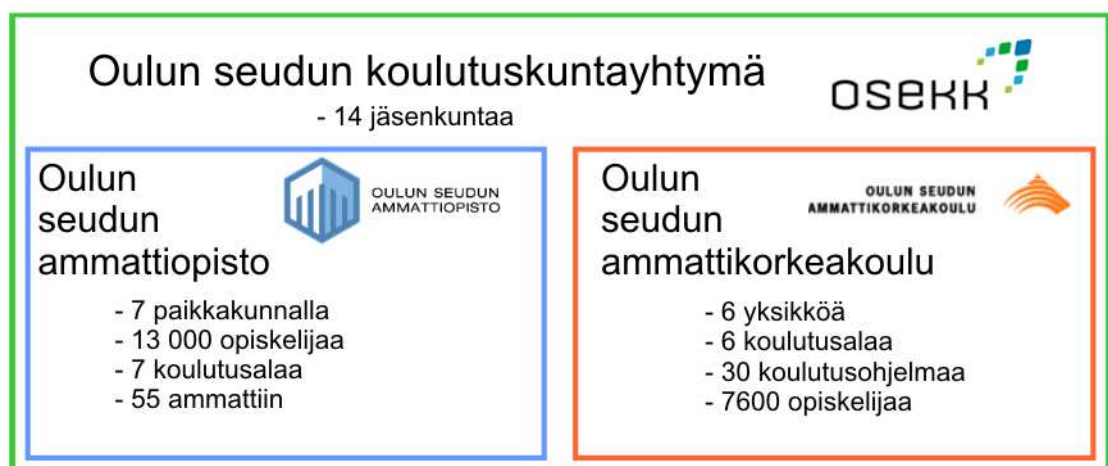 Oulun seudun koulutuskuntayhtymä
- 14 jäsenkuntaa
osekk
Oulun
seudun
ammattiopisto
OULUN SEUDUN
AMMATTIOPISTO
- 7 paikkakunnalla
- 13 000 opiskelijaa
- 7 koulutusalaa
- 55 ammattiin
Oulun
seudun
ammattikorkeakoulu
OULUN SEUDUN
AMMATTIKORKEAKOULU
- 6 yksikköä
- 6 koulutusalaa
- 30 koulutusohjelmaa
- 7600 opiskelijaa